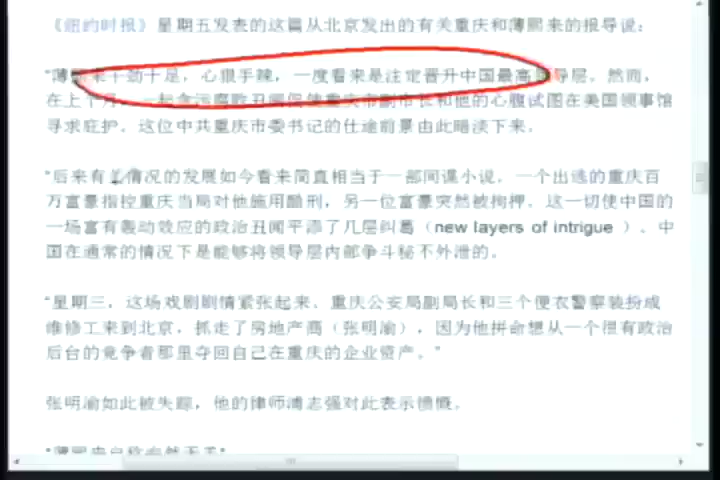 《纽约时报》星期五发表的这篇从北京发出的有关重庆和薄熙来的报导说：
“薄熙来干劲十足，心狠手辣，一度看来是注定晋升中国最高领导层。然而，
在上个月，一起贪污腐败丑闻促使重庆市副市长和他的心腹试图在美国领事馆
寻求庇护。这位中共重庆市委书记的仕途前景由此暗淡下来。
“后来有关情况的发展如今看来简直相当于一部间谍小说。一个出逃的重庆百
万富豪指控重庆当局对他施用酷刑，另一位富豪突然被拘押。这一切使中国的
一场富有轰动效应的政治丑闻平添了几层纠葛（new layers of intrigue ）。中
国在通常的情况下是能够将领导层内部争斗秘不外泄的。
“星期三，这场戏剧剧情紧张起来。重庆公安局副局长和三个便衣警察装扮成
维修工来到北京，抓走了房地产商（张明渝），因为他拼命想从一个很有政治
后台的竞争者那里夺回自己在重庆的企业资产。”
张明渝如此被失踪，他的律师浦志强对此表示愤慨。